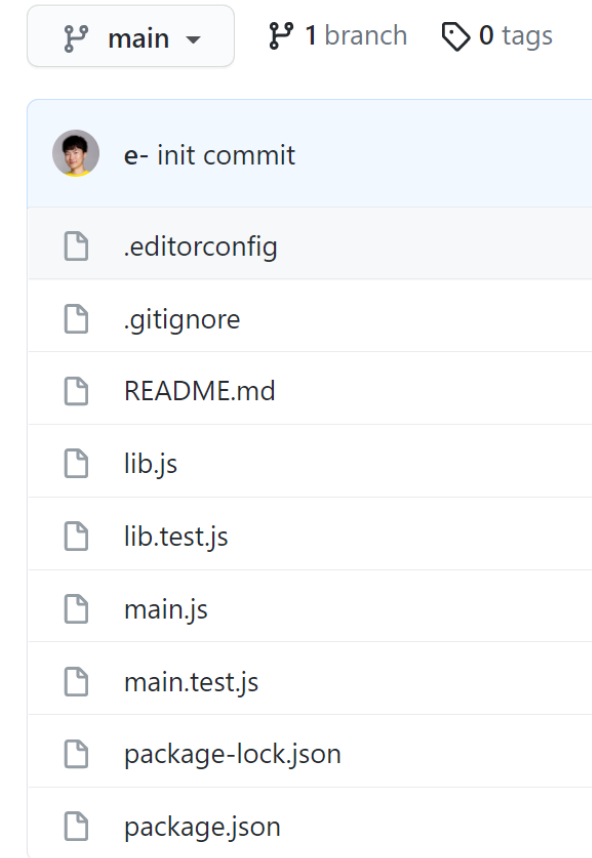 main 1 branch 0 tags
e- init commit
.editorconfig
.gitignore
README.md
lib.js
lib.test.js
main.js
main.test.js
package-lock.json
package.json